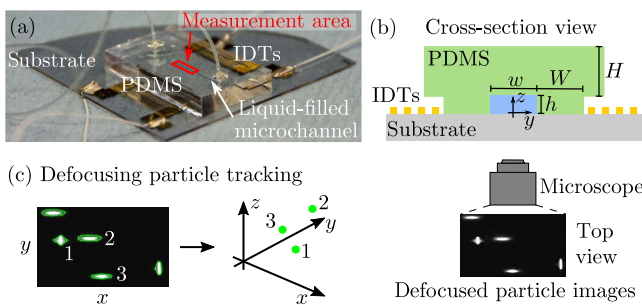 (a)
Measurement area
Substrate
IDTs
PDMS
Liquid-filled
microchannel
(b)
Cross-section view
PDMS
w
W
H
IDTs
z
h
y
Substrate
Microscope
Top
view
Defocused particle images
(c) Defocusing particle tracking
y
1
2
3
x
z
2
y
3
1
x